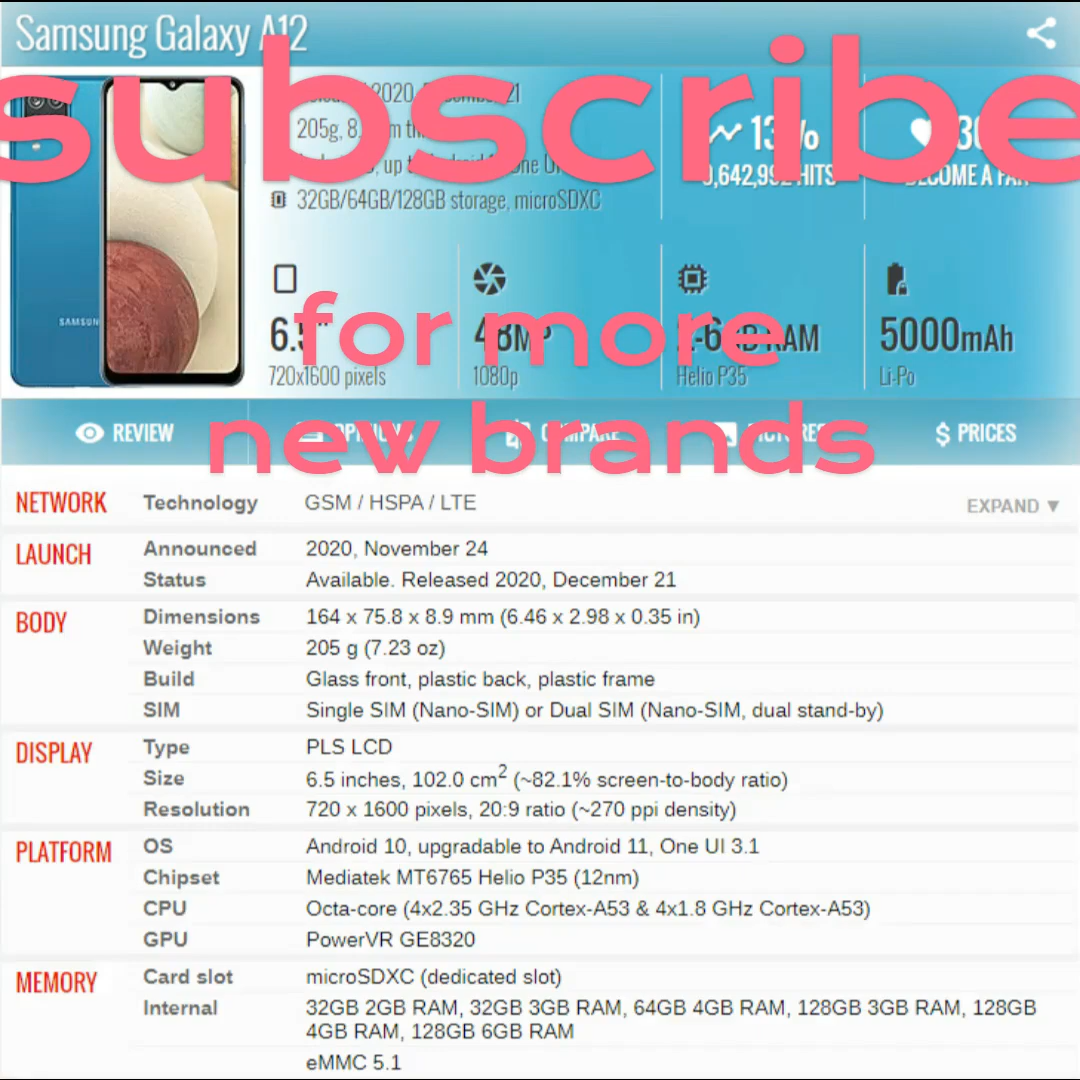 Samsung Galaxy A12
subscribe
32GB/64GB/128GB storage, microSDXC
for more
720x1600 pixels
1080p
Helio P35
5000mAh
Li-Po
SAMSUNG
new brands
REVIEW
COMPARE
PICTURES
PRICES
NETWORK Technology GSM / HSPA / LTE EXPAND ▼
LAUNCH Announced 2020, November 24
Status Available. Released 2020, December 21
BODY Dimensions 164 x 75.8 x 8.9 mm (6.46 x 2.98 x 0.35 in)
Weight 205 g (7.23 oz)
Build Glass front, plastic back, plastic frame
SIM Single SIM (Nano-SIM) or Dual SIM (Nano-SIM, dual stand-by)
DISPLAY Type PLS LCD
Size 6.5 inches, 102.0 cm² (~82.1% screen-to-body ratio)
Resolution 720 x 1600 pixels, 20:9 ratio (~270 ppi density)
PLATFORM OS Android 10, upgradable to Android 11, One UI 3.1
Chipset Mediatek MT6765 Helio P35 (12nm)
CPU Octa-core (4x2.35 GHz Cortex-A53 & 4x1.8 GHz Cortex-A53)
GPU PowerVR GE8320
MEMORY Card slot microSDXC (dedicated slot)
Internal 32GB 2GB RAM, 32GB 3GB RAM, 64GB 4GB RAM, 128GB 3GB RAM, 128GB
4GB RAM, 128GB 6GB RAM
eMMC 5.1